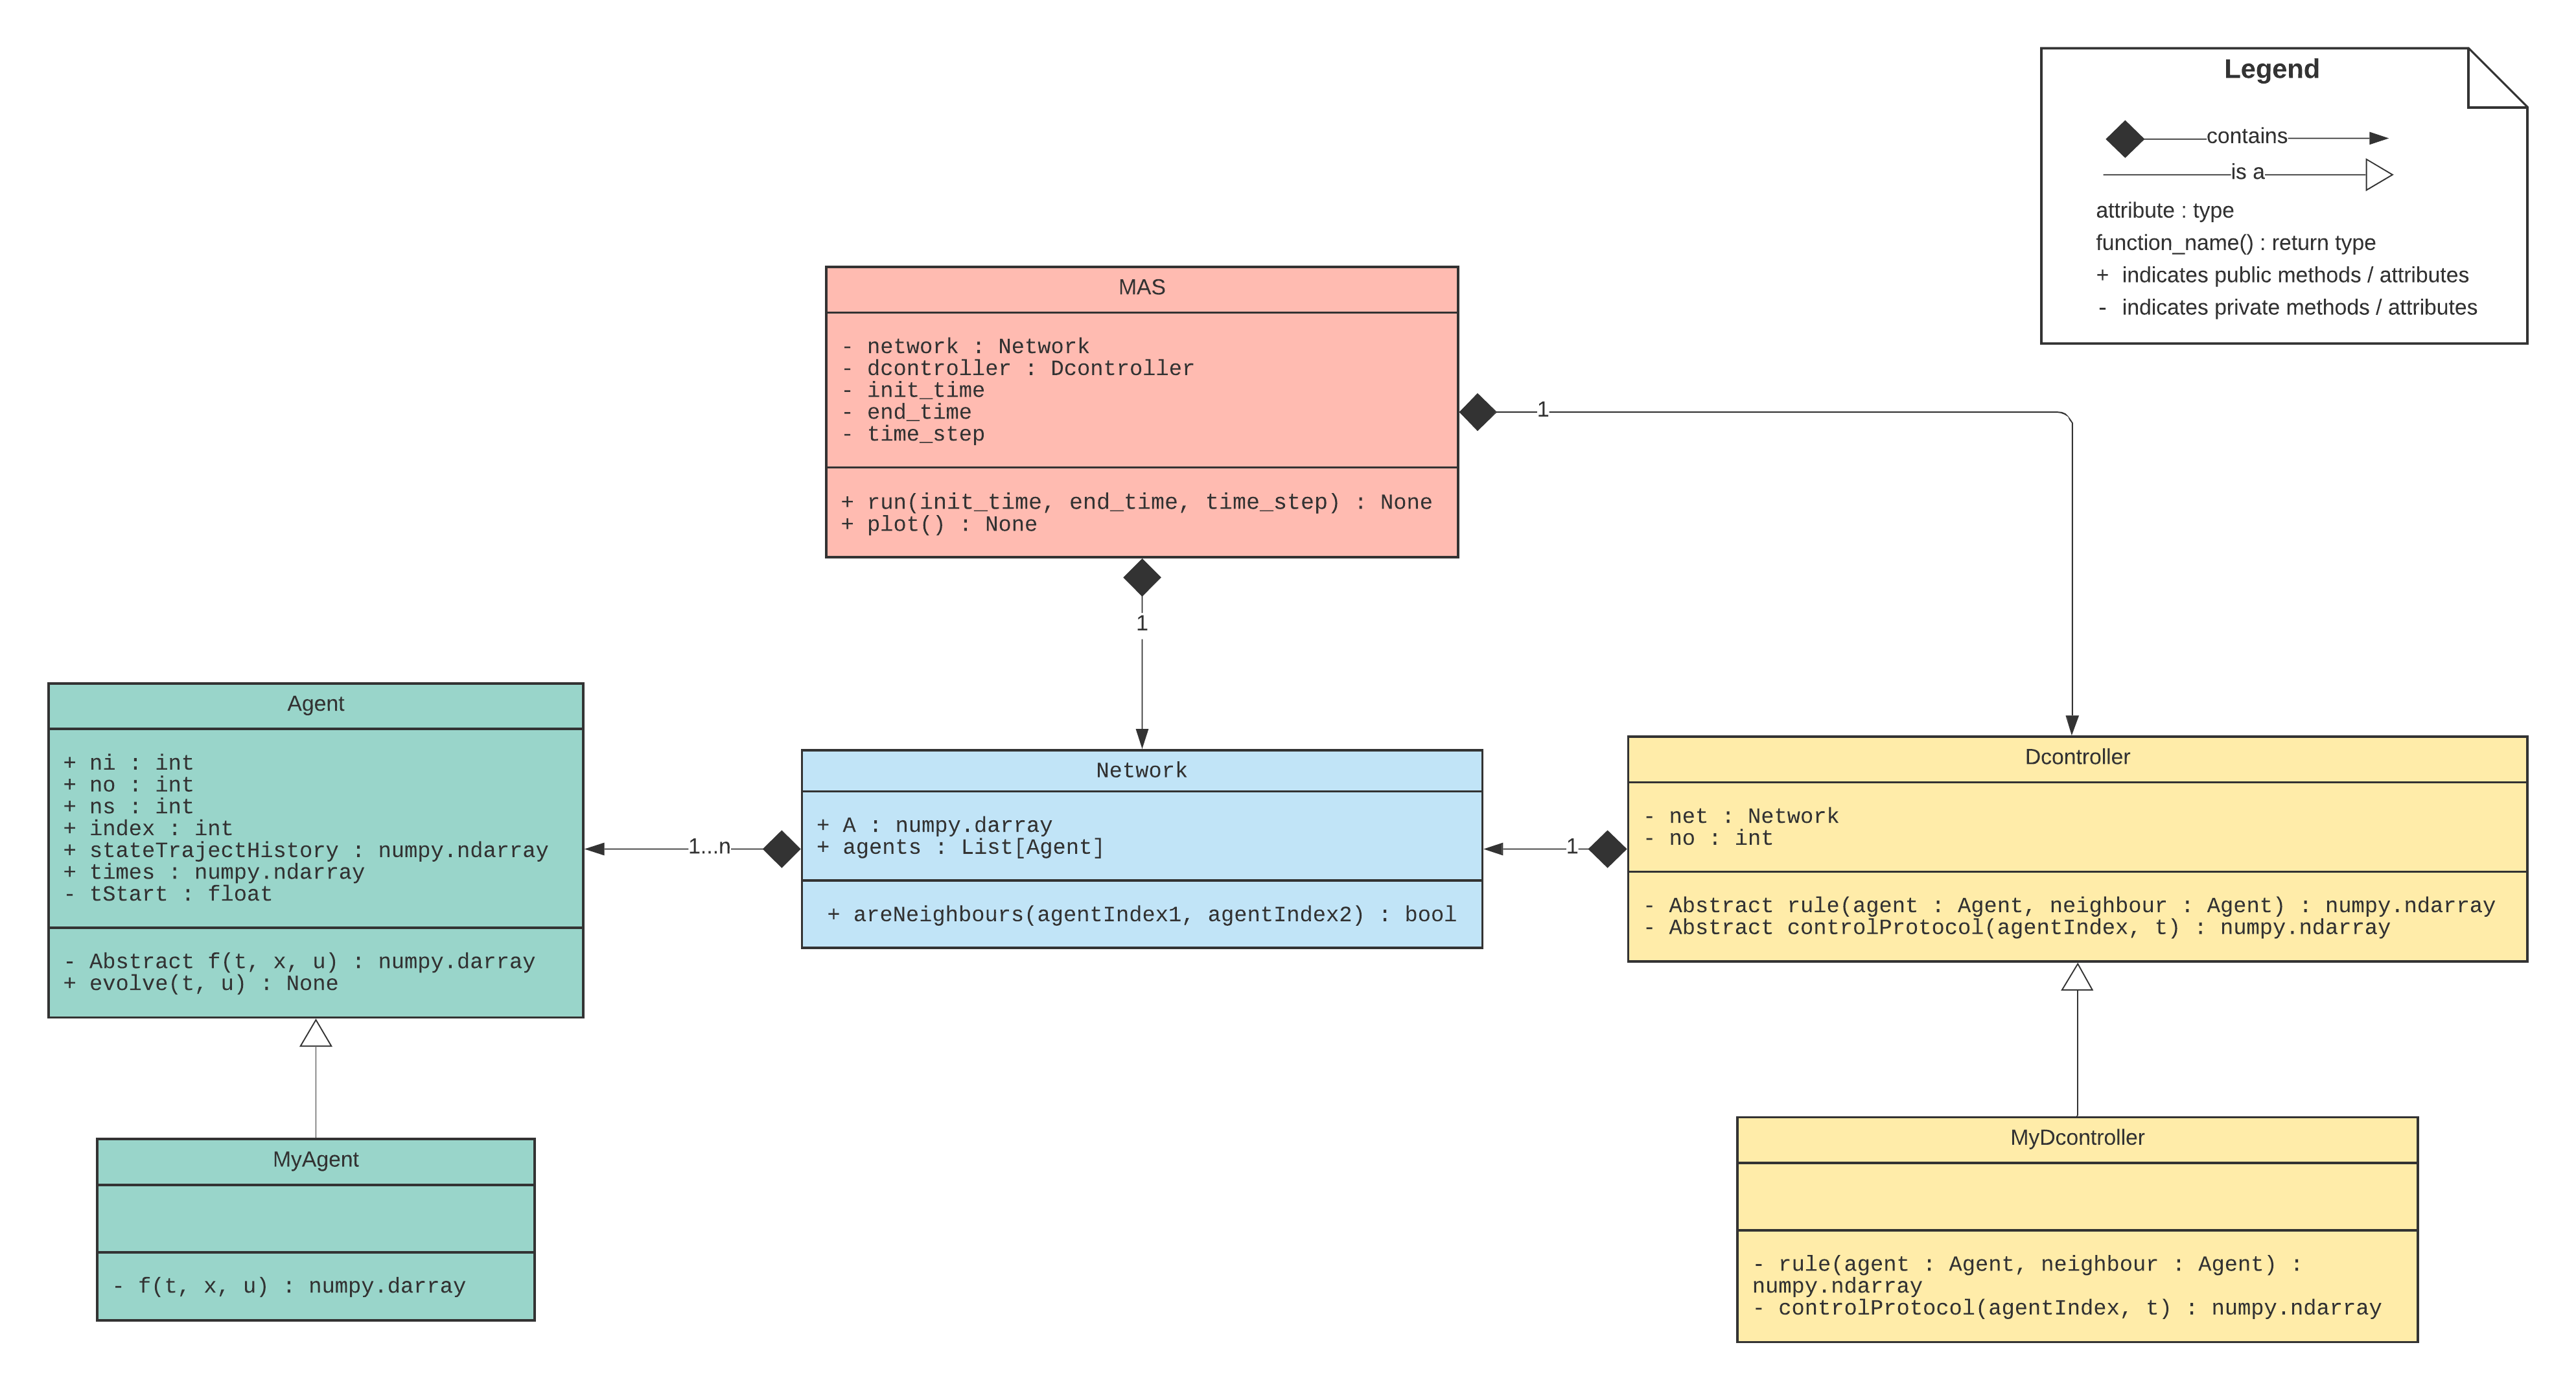 Legend
contains
is a
attribute : type
function_name() : return type
+ indicates public methods / attributes
- indicates private methods / attributes
MAS
- network : Network
- dcontroller : Dcontroller
- init_time
- end_time
- time_step
+ run(init_time, end_time, time_step) : None
+ plot() : None
1
1
Agent
+ ni : int
+ no : int
+ ns : int
+ index : int
+ stateTrajectHistory : numpy.ndarray
+ times : numpy.ndarray
- tStart : float
- Abstract f(t, x, u) : numpy.darray
+ evolve(t, u) : None
1...n
Network
+ A : numpy.darray
+ agents : List[Agent]
+ areNeighbours(agentIndex1, agentIndex2) : bool
1
Dcontroller
- net : Network
- no : int
- Abstract rule(agent : Agent, neighbour : Agent) : numpy.ndarray
- Abstract controlProtocol(agentIndex, t) : numpy.ndarray
MyAgent
- f(t, x, u) : numpy.darray
MyDcontroller
- rule(agent : Agent, neighbour : Agent) :
numpy.ndarray
- controlProtocol(agentIndex, t) : numpy.ndarray